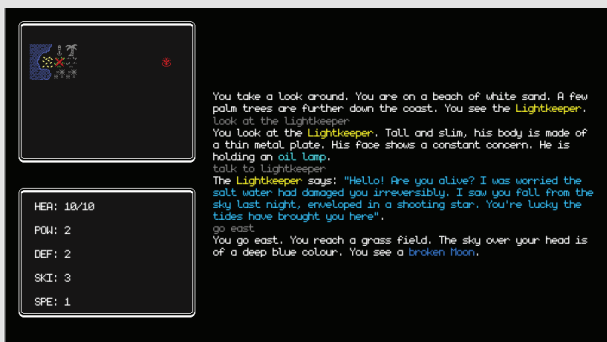 You take a look around. You are on a beach of white sand. A few
palm trees are further down the coast. You see the Lightkeeper.
look at the lightkeeper
You look at the Lightkeeper. Tall and slim, his body is made of
a thin metal plate. His face shows a constant concern. He is
holding an oil lamp.
talk to lightkeeper
The Lightkeeper says: "Hello! Are you alive? I was worried the
salt water had damaged you irreversibly. I saw you fall from the
sky last night, enveloped in a shooting star. You're lucky the
tides have brought you here".
go east
You go east. You reach a grass field. The sky over your head is
of a deep blue colour. You see a broken Moon.
HEA: 10/10
POW: 2
DEF: 2
SKI: 3
SPE: 1